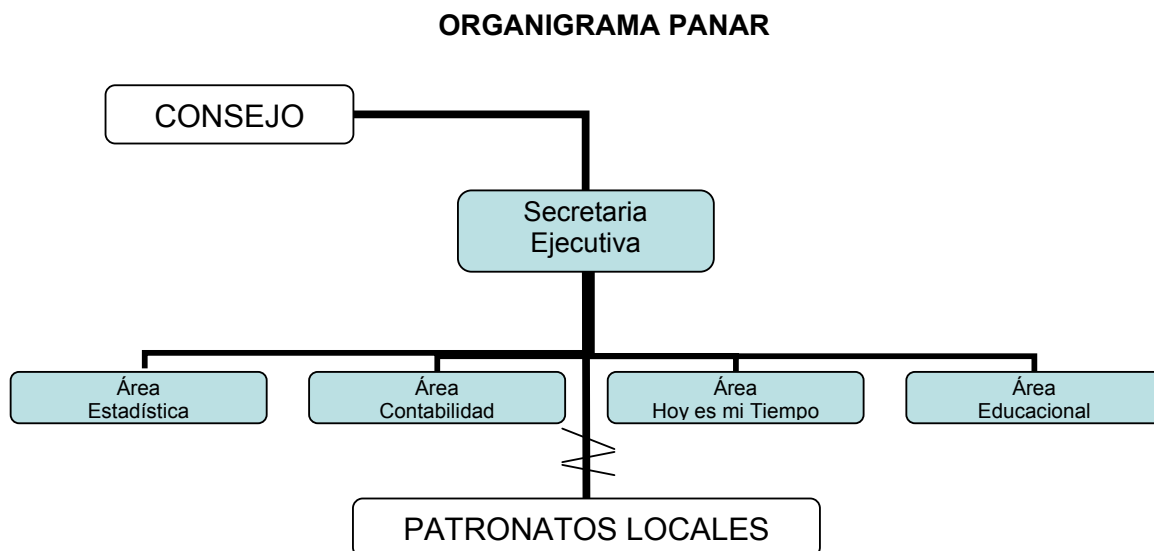 ORGANIGRAMA PANAR
CONSEJO
Secretaria
Ejecutiva
Área
Estadística
Área
Contabilidad
Área
Hoy es mi Tiempo
Área
Educacional
PATRONATOS LOCALES